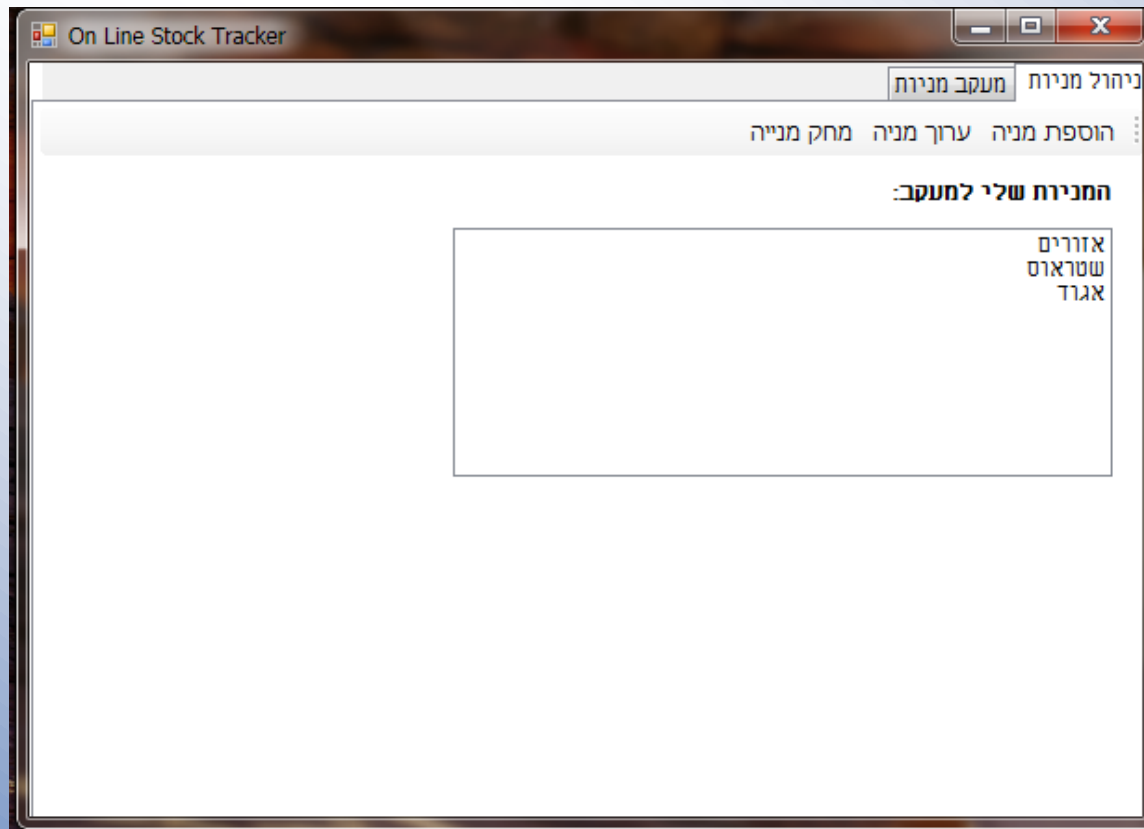 On Line Stock Tracker
ניהול מניות מעקב מניות
הוספת מניה ערוך מניה מחק מנייה
המניות שלי למעקב:
אזורים
שטראוס
אגוד